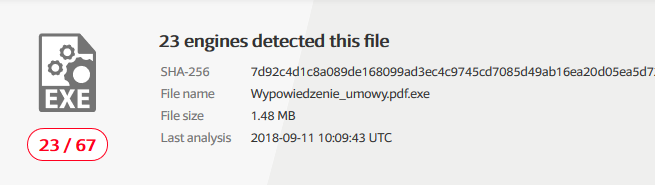 23 engines detected this file
EXE
SHA-256 7d92c4d1c8a089de168099ad3ec4c9745cd7085d49ab16ea20d05ea5d7
File name Wypowiedzenie_umowy.pdf.exe
File size 1.48 MB
23 / 67
Last analysis 2018-09-11 10:09:43 UTC